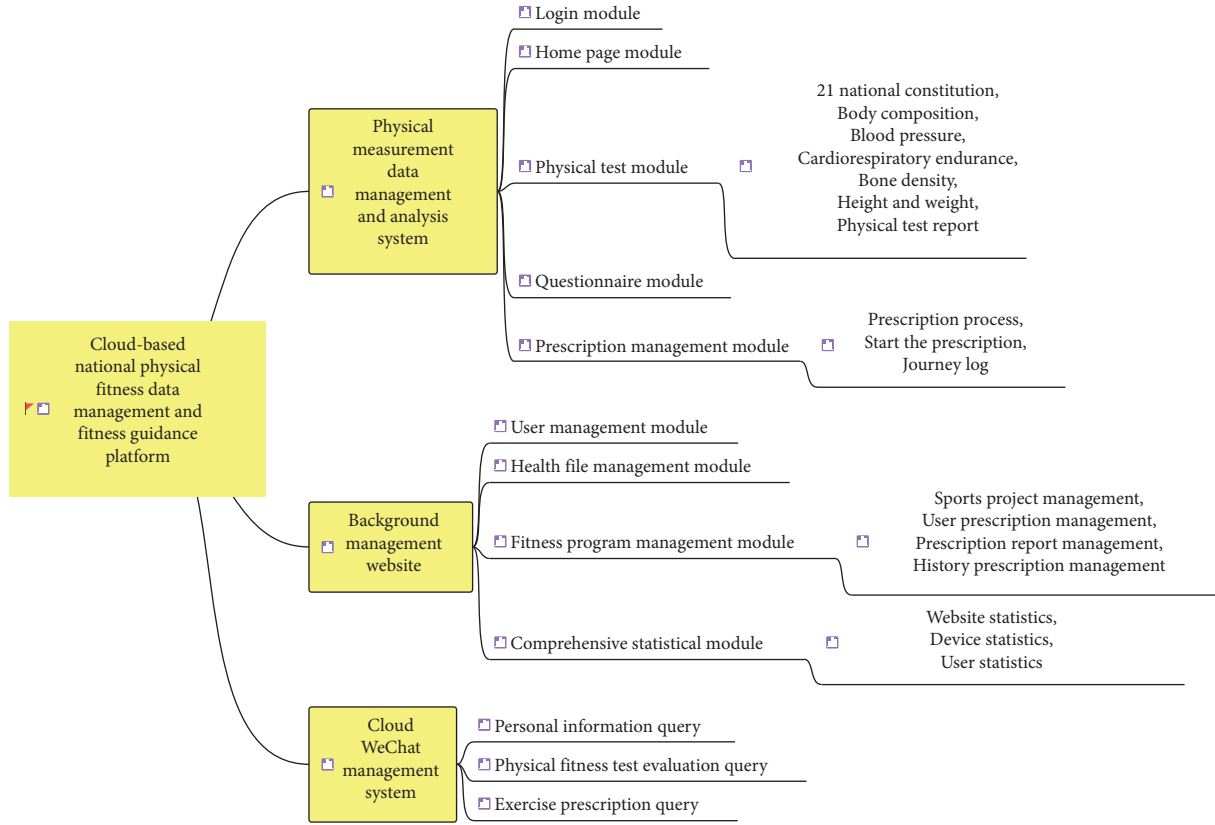 Cloud-based
national physical
fitness data
management and
fitness guidance
platform
Physical
measurement
data
management
and analysis
system
Login module
Home page module
Physical test module
21 national constitution,
Body composition,
Blood pressure,
Cardiorespiratory endurance,
Bone density,
Height and weight,
Physical test report
Questionnaire module
Prescription management module
Prescription process,
Start the prescription,
Journey log
Background
management
website
User management module
Health file management module
Fitness program management module
Sports project management,
User prescription management,
Prescription report management,
History prescription management
Comprehensive statistical module
Website statistics,
Device statistics,
User statistics
Cloud
WeChat
management
system
Personal information query
Physical fitness test evaluation query
Exercise prescription query